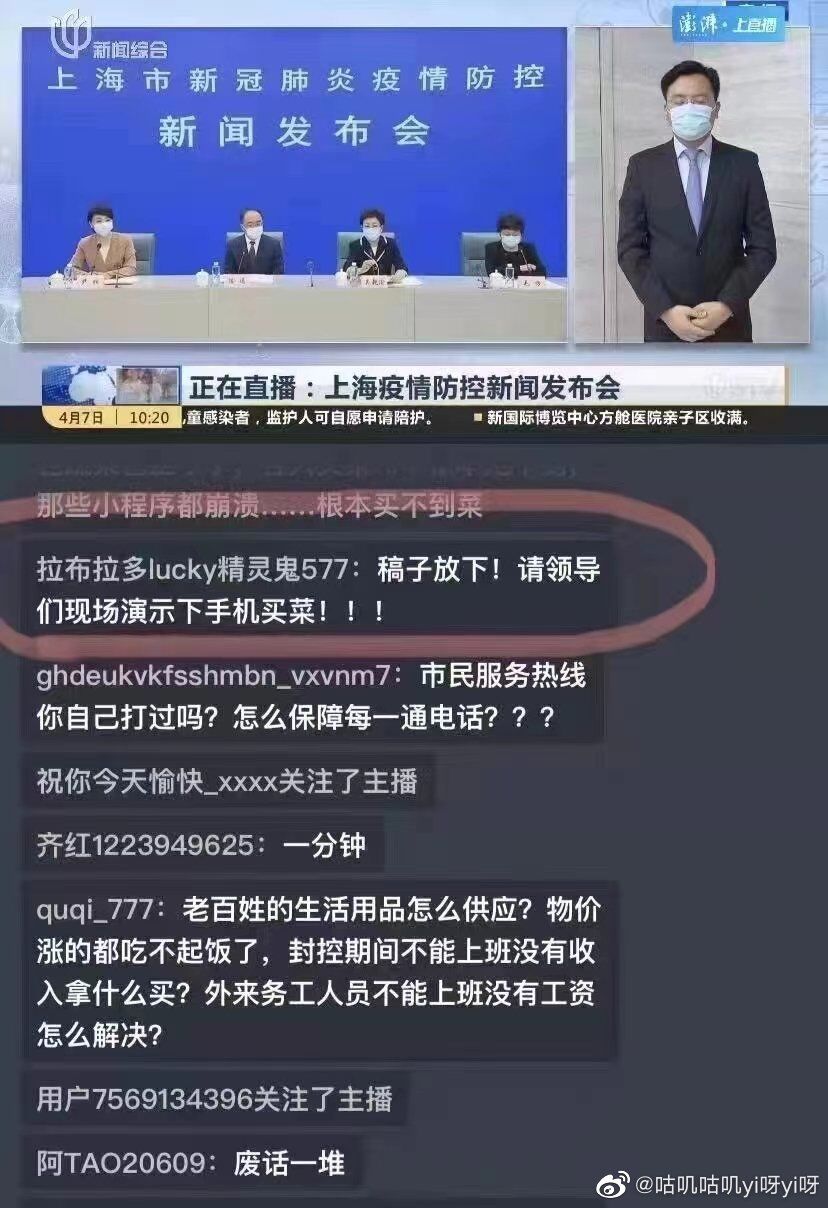 新闻综合
澎湃·上直播
上海市新冠肺炎疫情防控
新闻发布会
正在直播：上海疫情防控新闻发布会
4月7日 10:20
童感染者，监护人可自愿申请陪护。 ■新国际博览中心方舱医院亲子区收满。
那些小程序都崩溃……根本买不到菜
拉布拉多lucky精灵鬼577：稿子放下！请领导
们现场演示下手机买菜！！！
ghdeukvkfsshmbn_vxvnm7：市民服务热线
你自己打过吗？怎么保障每一通电话？？？
祝你今天愉快_xxxx关注了主播
齐红1223949625：一分钟
quqi_777：老百姓的生活用品怎么供应？物价
涨的都吃不起饭了，封控期间不能上班没有收
入拿什么买？外来务工人员不能上班没有工资
怎么解决？
用户7569134396关注了主播
阿TAO20609：废话一堆
@咕叽咕叽yi呀yi呀